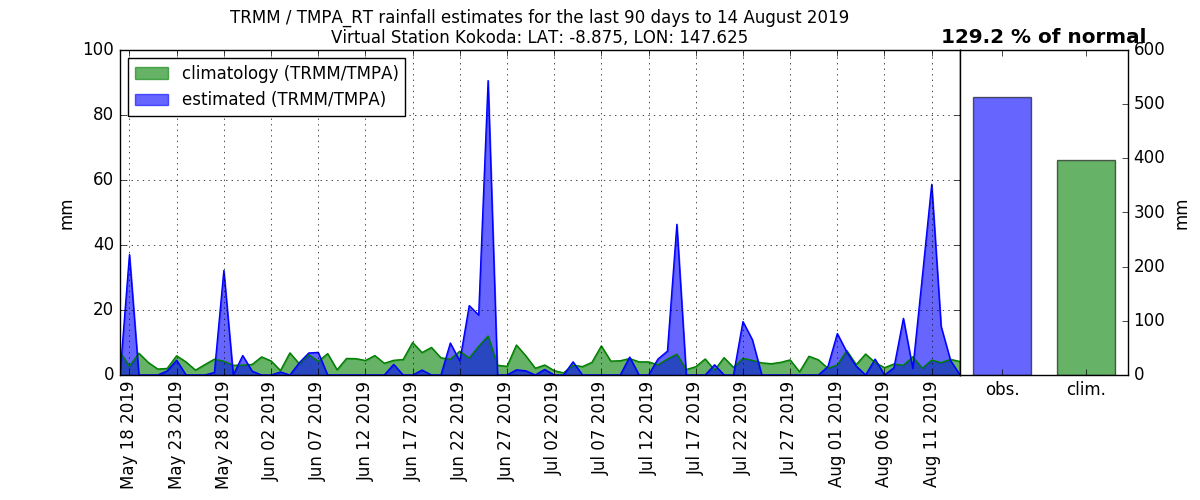 TRMM / TMPA_RT rainfall estimates for the last 90 days to 14 August 2019
Virtual Station Kokoda: LAT: -8.875, LON: 147.625
129.2 % of normal
climatology (TRMM/TMPA)
estimated (TRMM/TMPA)
100
80
60
40
20
0
mm
600
500
400
300
200
100
0
mm
May 18 2019
May 23 2019
May 28 2019
Jun 02 2019
Jun 07 2019
Jun 12 2019
Jun 17 2019
Jun 22 2019
Jun 27 2019
Jul 02 2019
Jul 07 2019
Jul 12 2019
Jul 17 2019
Jul 22 2019
Jul 27 2019
Aug 01 2019
Aug 06 2019
Aug 11 2019
obs.
clim.